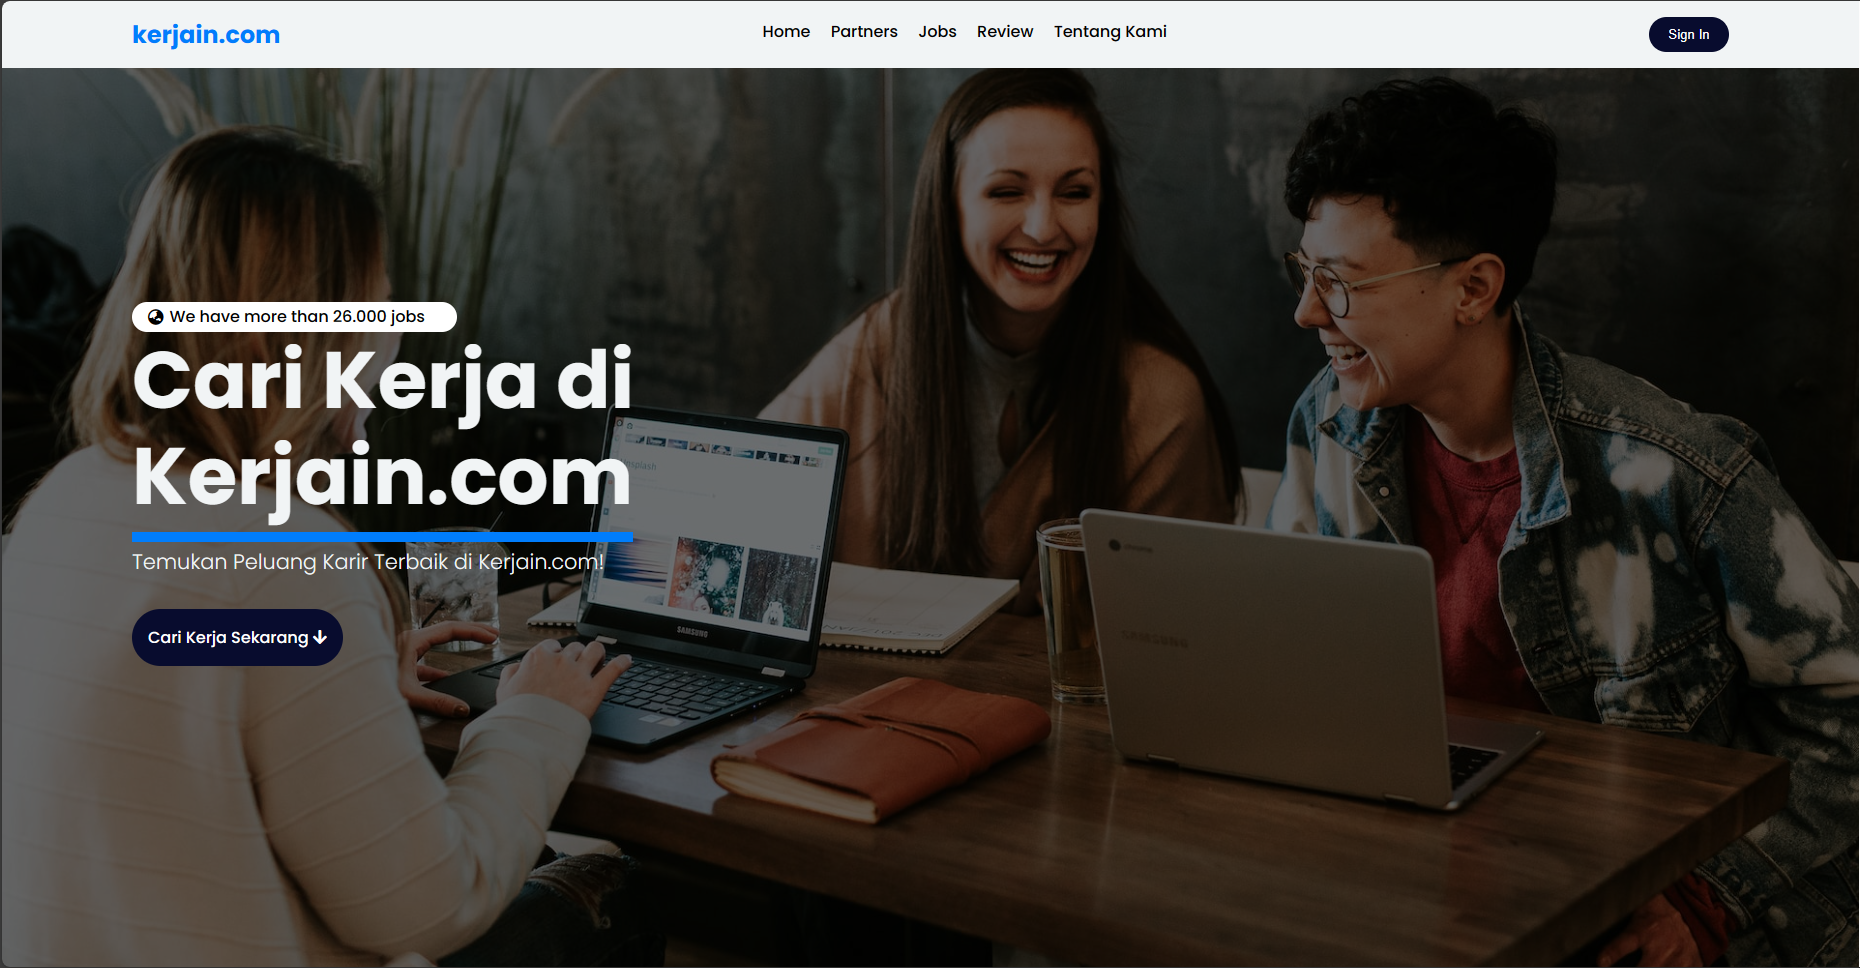 kerjain.com
Home Partners Jobs Review Tentang Kami
Sign In
We have more than 26.000 jobs
Cari Kerja di
Kerjain.com
Temukan Peluang Karir Terbaik di Kerjain.com!
Cari Kerja Sekarang
SAMSUNG
SAMSUNG